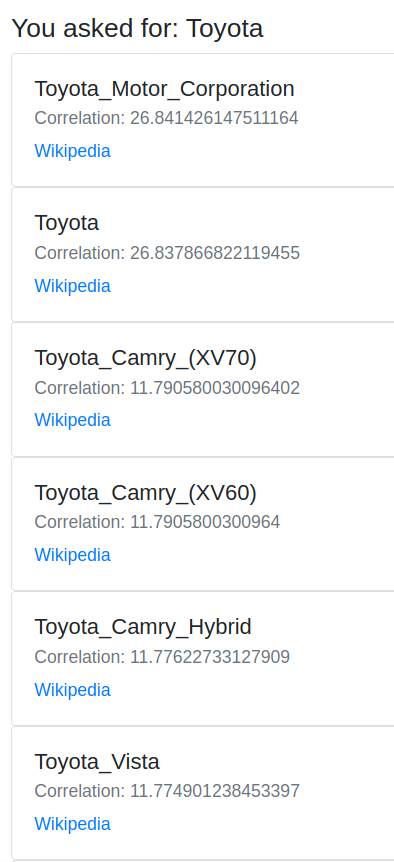 You asked for: Toyota
Toyota_Motor_Corporation
Correlation: 26.841426147511164
Wikipedia
Toyota
Correlation: 26.837866822119455
Wikipedia
Toyota_Camry_(XV70)
Correlation: 11.790580030096402
Wikipedia
Toyota_Camry_(XV60)
Correlation: 11.7905800300964
Wikipedia
Toyota_Camry_Hybrid
Correlation: 11.77622733127909
Wikipedia
Toyota_Vista
Correlation: 11.774901238453397
Wikipedia